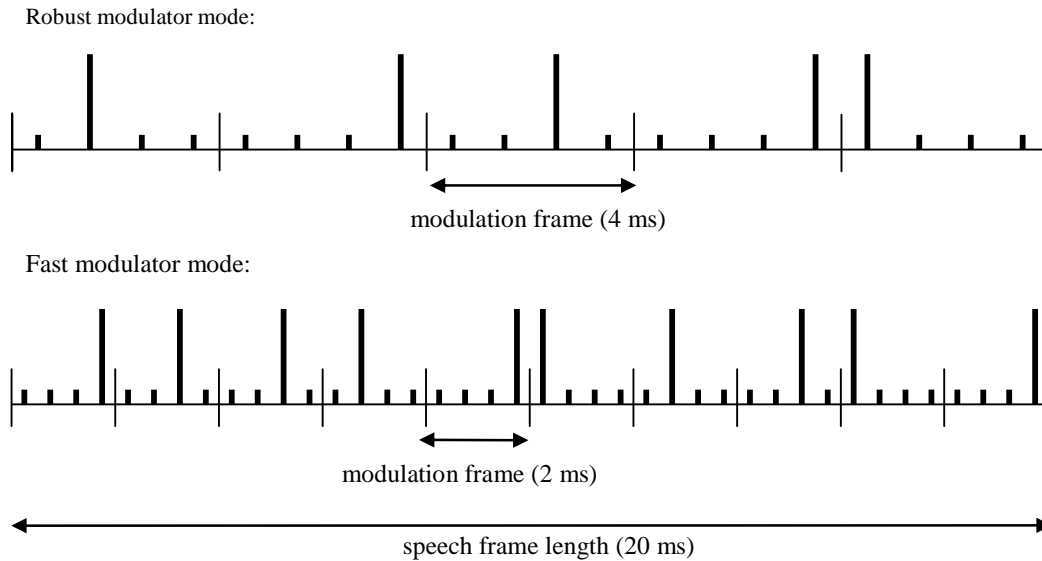 Robust modulator mode:
modulation frame (4 ms)
Fast modulator mode:
modulation frame (2 ms)
speech frame length (20 ms)